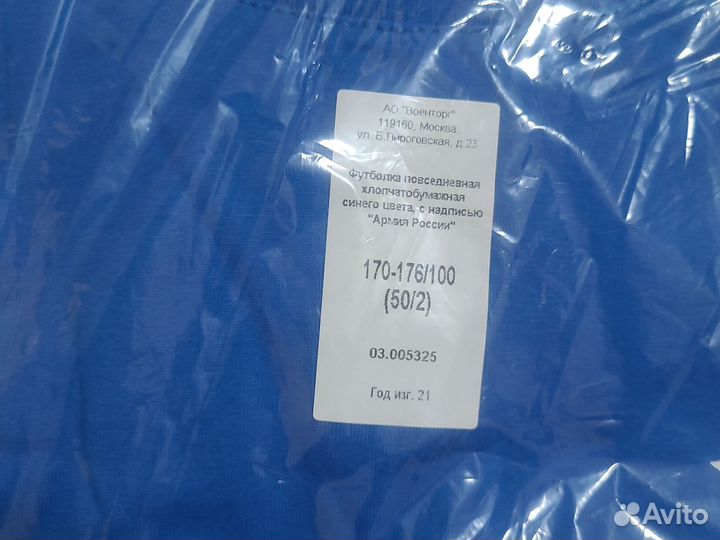 АО "Военторг"
119160, Москва,
ул. Б.Пироговская, д.23
Футболка повседневная
хлопчатобумажная
синего цвета, с надписью
"Армия России"
170-176/100
(50/2)
03.005325
Год изг. 21
Avito